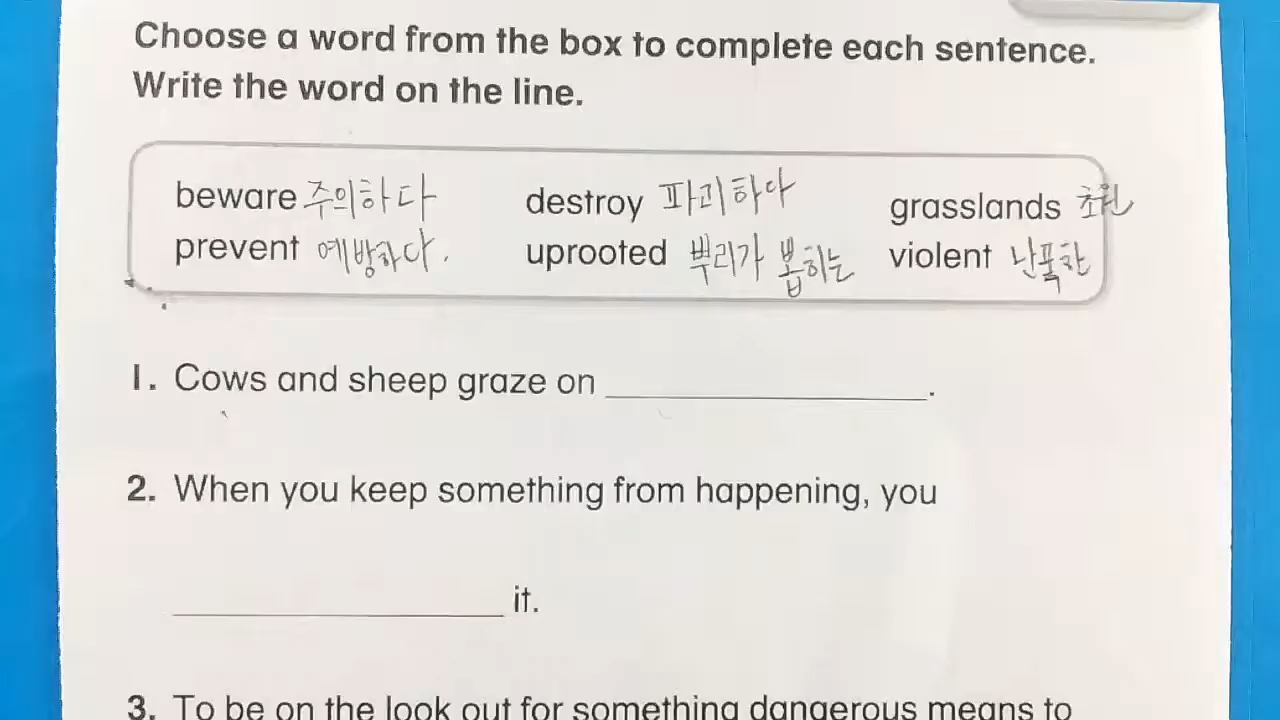 Choose a word from the box to complete each sentence.
Write the word on the line.
beware 주의하다 destroy 파괴하다 grasslands 초원
prevent 예방하다. uprooted 뿌리가 뽑히는 violent 난폭한
1. Cows and sheep graze on ____________.
2. When you keep something from happening, you
____________ it.
3. To be on the look out for something dangerous means to